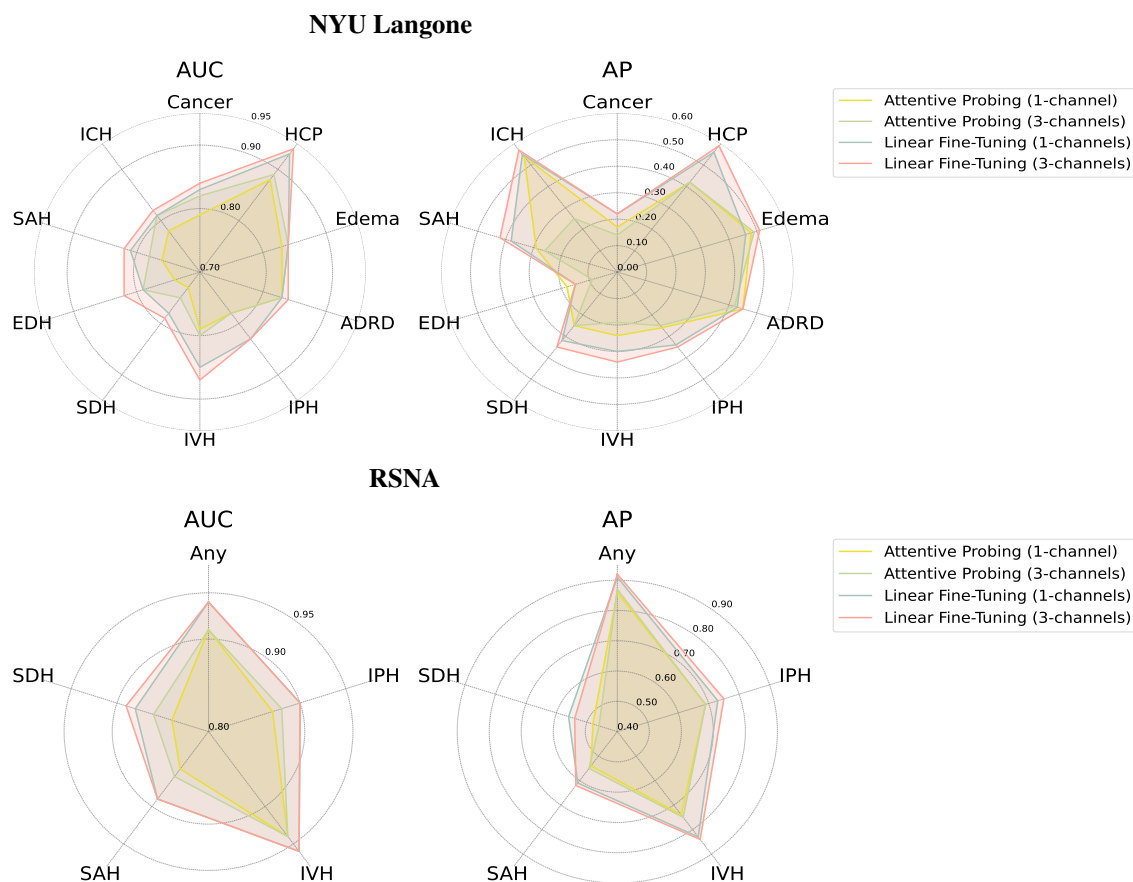 NYU Langone
AUC
Cancer
0.95
HCP
0.90
ICH
SAH
0.80
Edema
0.70
EDH
ADRD
SDH
IPH
IVH
AP
Cancer
0.60
HCP
0.50
ICH
0.40
0.30
SAH
0.20
Edema
0.10
0.00
EDH
ADRD
SDH
IPH
IVH
Attentive Probing (1-channel)
Attentive Probing (3-channels)
Linear Fine-Tuning (1-channels)
Linear Fine-Tuning (3-channels)
RSNA
AUC
Any
0.95
0.90
SDH
IPH
0.80
SAH
IVH
AP
Any
0.90
0.80
0.70
SDH
IPH
0.60
0.50
0.40
SAH
IVH
Attentive Probing (1-channel)
Attentive Probing (3-channels)
Linear Fine-Tuning (1-channels)
Linear Fine-Tuning (3-channels)